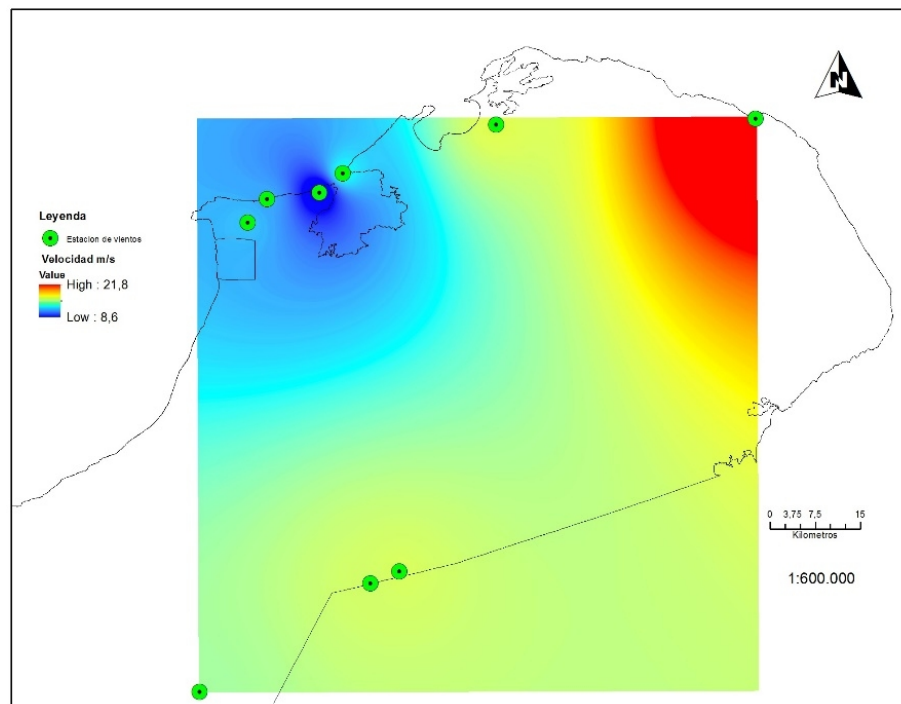 N
Leyenda
Estacion de vientos
Velocidad m/s
Value
High : 21,8
Low : 8,6
0 3,75 7,5 15
Kilometros
1:600.000